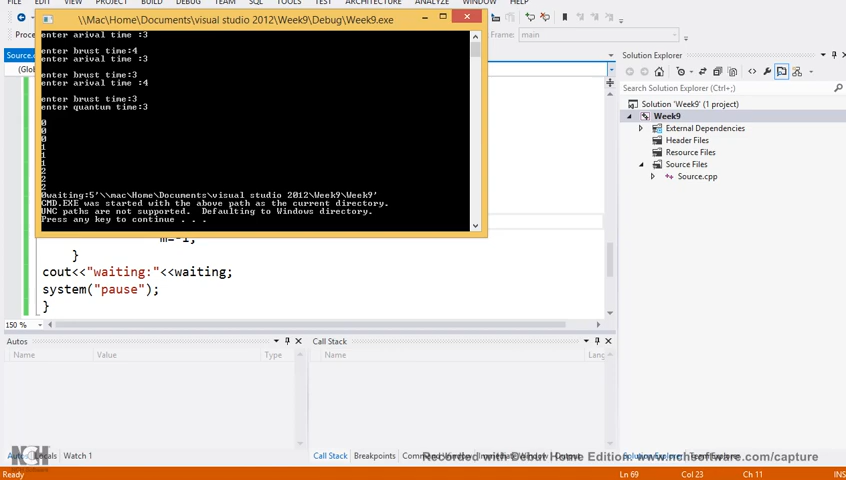 FILE EDIT VIEW
SQL TOOLS TEST ARCHITECTURE ANALYZE WINDOW HELP
\\Mac\Home\Documents\visual studio 2012\Week9\Debug\Week9.exe
Proce
Frame: main
enter arival time :3
enter brust time:4
enter arival time :3
enter brust time:3
enter arival time :4
enter brust time:3
enter quantum time:3
0
0
0
1
1
1
2
2
2
0waiting:5'\\mac\Home\Documents\visual studio 2012\Week9\Week9'
CMD.EXE was started with the above path as the current directory.
UNC paths are not supported.  Defaulting to Windows directory.
Press any key to continue . . .
Source.c
(Glob
m=-1;
}
cout<<"waiting:"<<waiting;
system("pause");
}
150 %
Solution Explorer
Search Solution Explorer (Ctrl+;)
Solution 'Week9' (1 project)
Week9
External Dependencies
Header Files
Resource Files
Source Files
Source.cpp
Autos
Name Value Type
Call Stack
Name Lang
Autos Locals Watch 1
Call Stack Breakpoints
Recorded with Debut Home Edition: www.nchsoftware.com/capture
NCH
Software
Ready
Ln 69 Col 23 Ch 11 INS